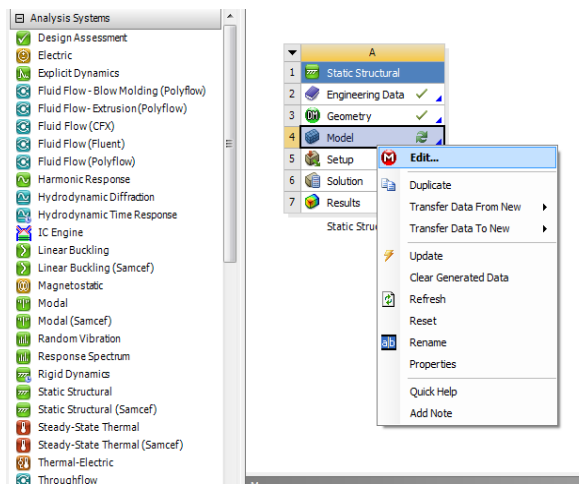 Analysis Systems
Design Assessment
Electric
Explicit Dynamics
Fluid Flow - Blow Molding (Polyflow)
Fluid Flow - Extrusion (Polyflow)
Fluid Flow (CFX)
Fluid Flow (Fluent)
Fluid Flow (Polyflow)
Harmonic Response
Hydrodynamic Diffraction
Hydrodynamic Time Response
IC Engine
Linear Buckling
Linear Buckling (Samcef)
Magnetostatic
Modal
Modal (Samcef)
Random Vibration
Response Spectrum
Rigid Dynamics
Static Structural
Static Structural (Samcef)
Steady-State Thermal
Steady-State Thermal (Samcef)
Thermal-Electric
Throughflow
A
1 Static Structural
2 Engineering Data
3 DM Geometry
4 Model
5 Setup
6 Solution
7 Results
Static Struc
M Edit...
Duplicate
Transfer Data From New
Transfer Data To New
Update
Clear Generated Data
Refresh
Reset
a|b Rename
Properties
Quick Help
Add Note